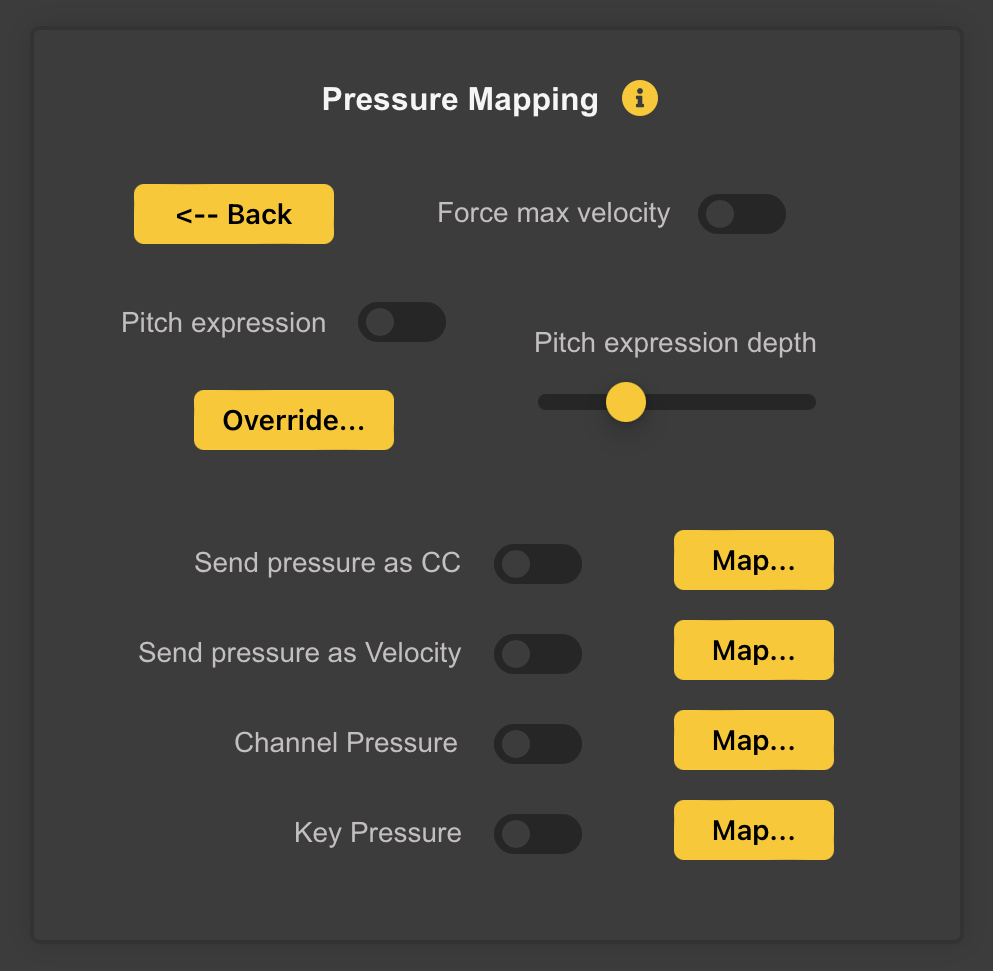 Pressure Mapping
<-- Back
Force max velocity
Pitch expression
Pitch expression depth
Override...
Send pressure as CC
Map...
Send pressure as Velocity
Map...
Channel Pressure
Map...
Key Pressure
Map...